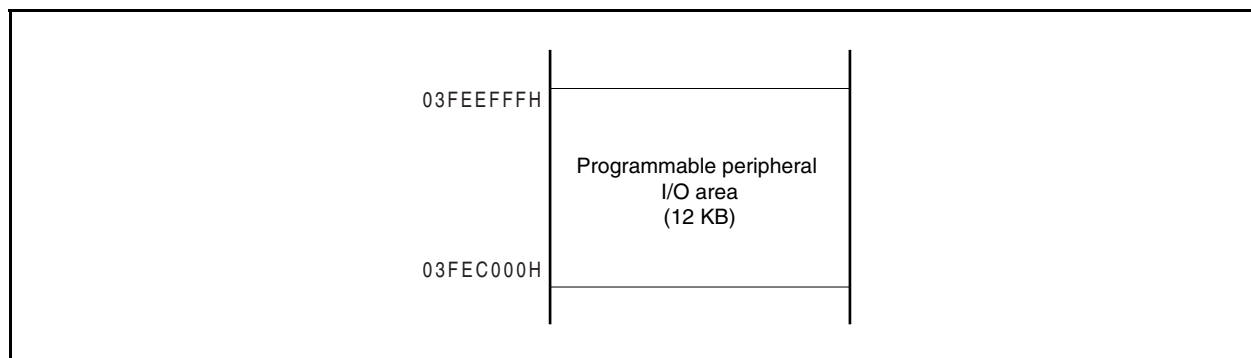 03FEEFFFH
Programmable peripheral
I/O area
(12 KB)
03FEC000H